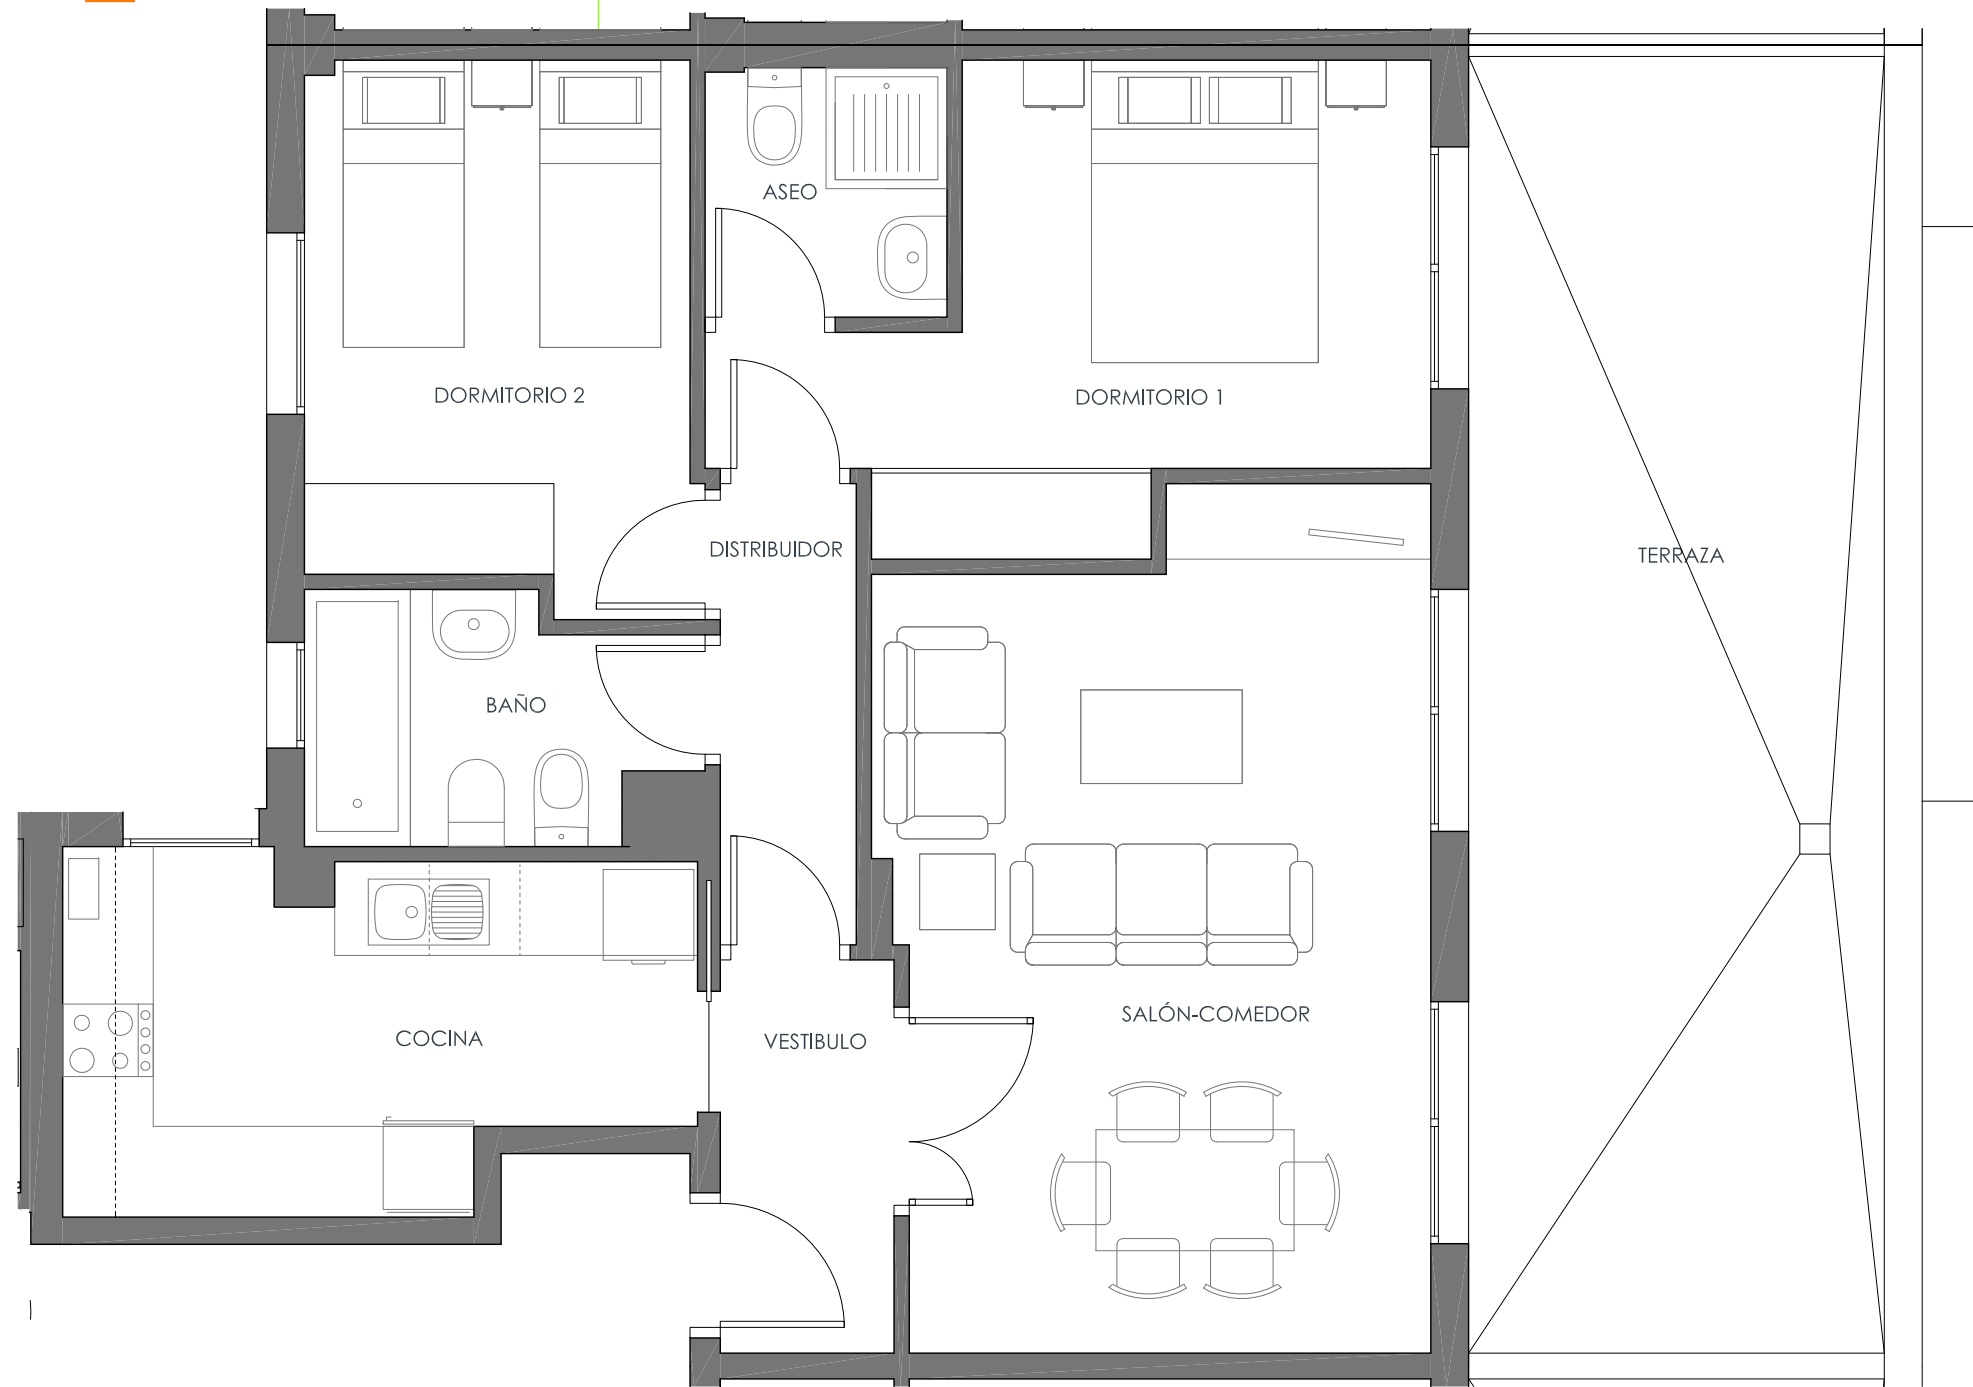 ASEO
DORMITORIO 2
DORMITORIO 1
DISTRIBUIDOR
TERRAZA
BAÑO
SALÓN-COMEDOR
COCINA
VESTIBULO